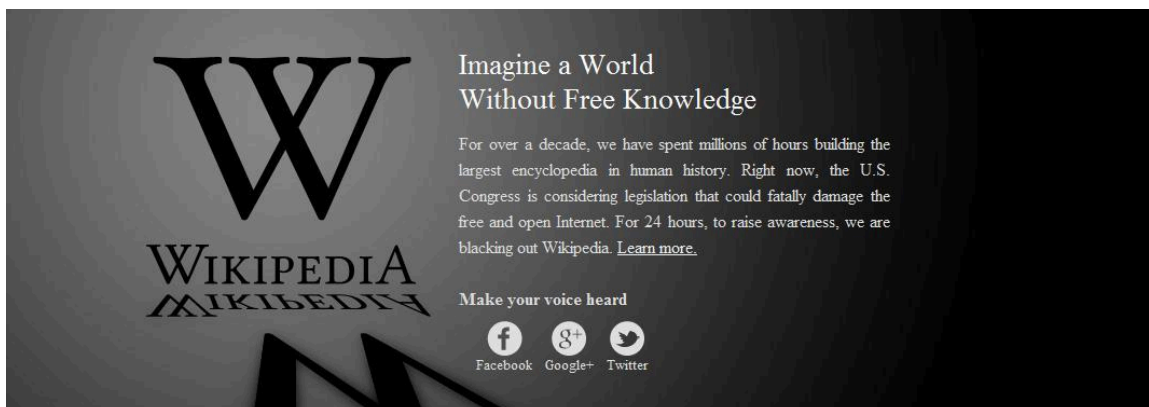 W
WIKIPEDIA
Imagine a World
Without Free Knowledge
For over a decade, we have spent millions of hours building the
largest encyclopedia in human history. Right now, the U.S.
Congress is considering legislation that could fatally damage the
free and open Internet. For 24 hours, to raise awareness, we are
blacking out Wikipedia. Learn more.
Make your voice heard
f g+
Facebook Google+ Twitter